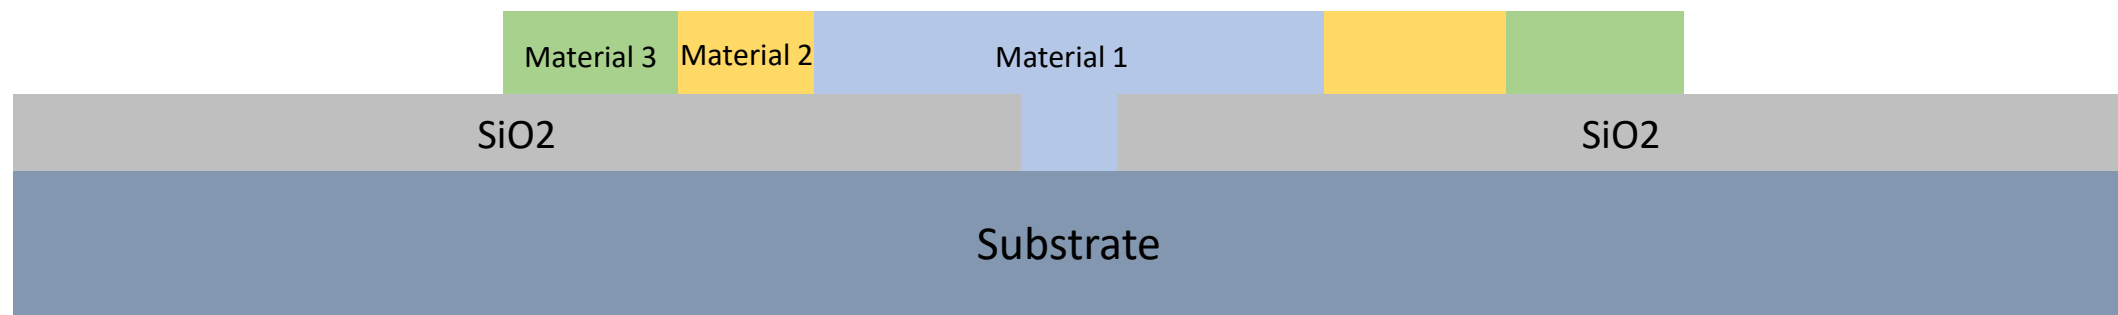 Material 3
Material 2
Material 1
SiO2
SiO2
Substrate